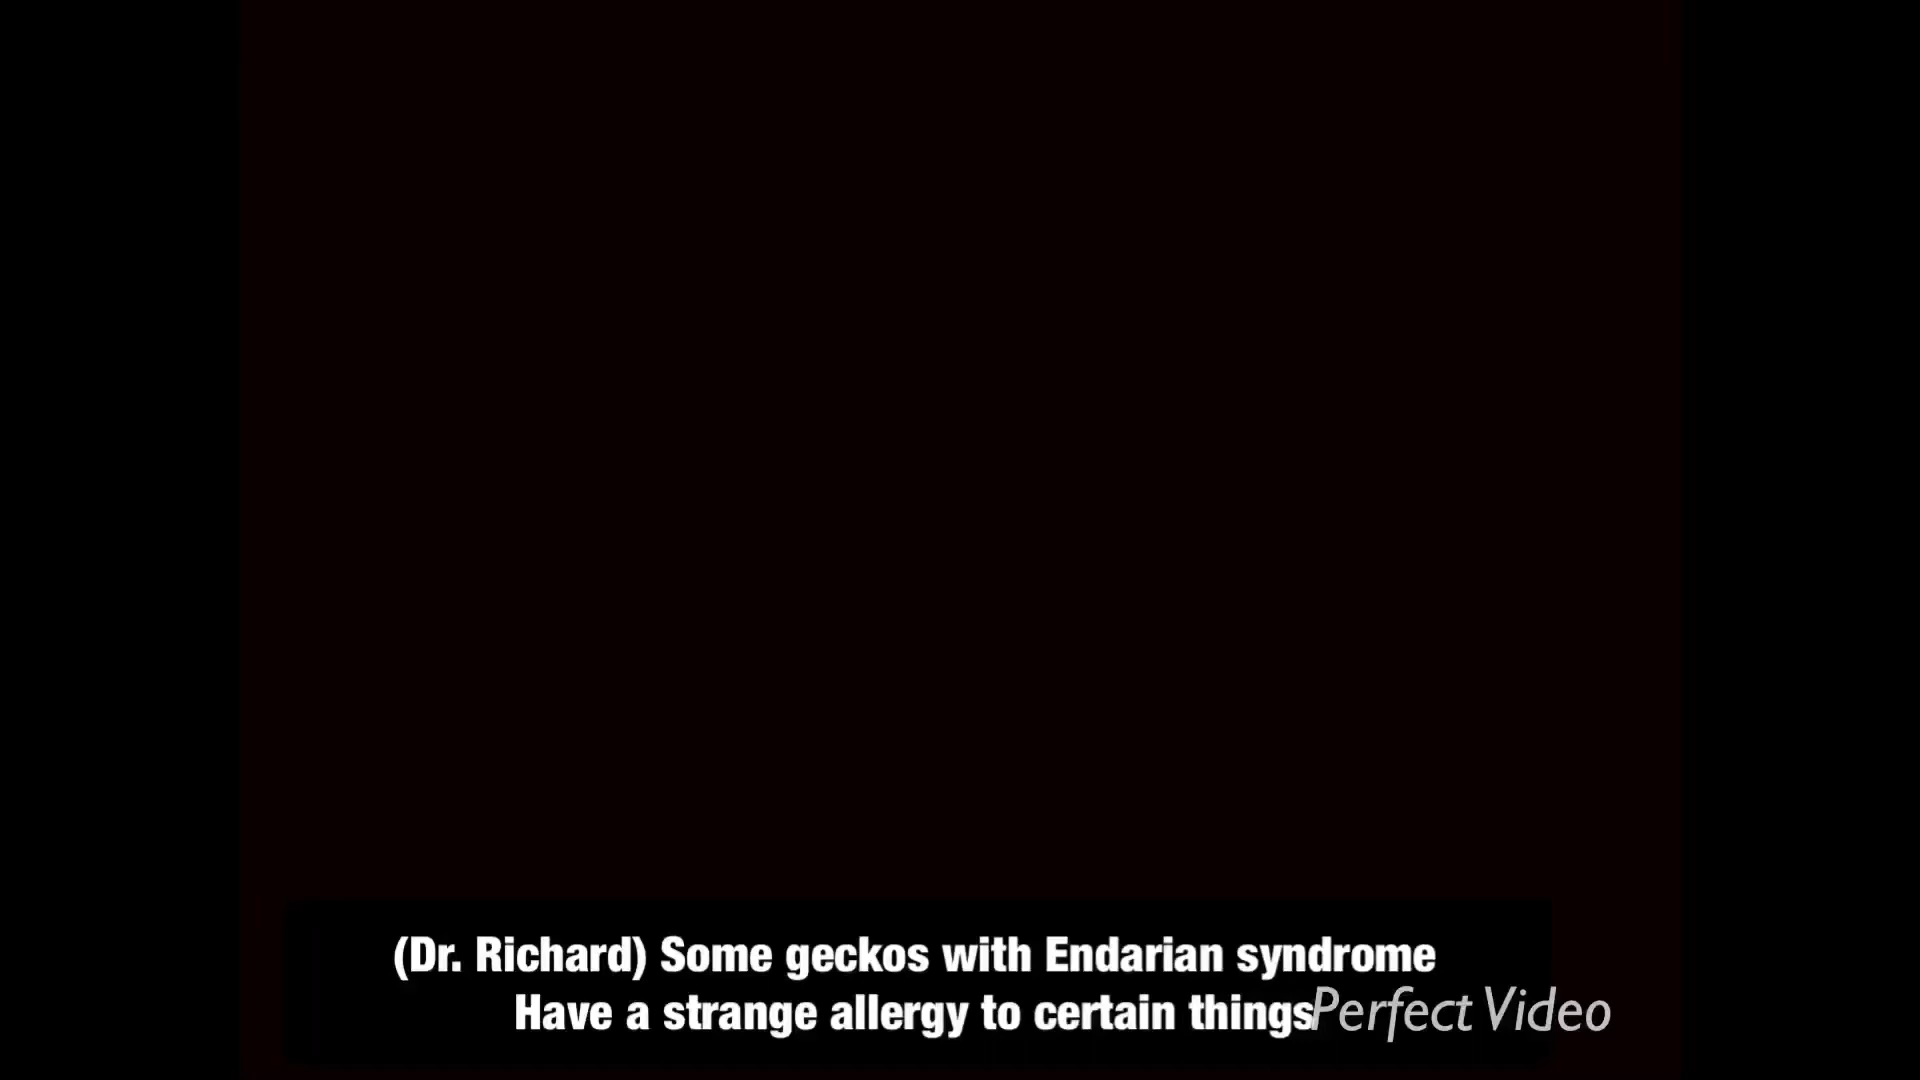 (Dr. Richard) Some geckos with Endarian syndrome
Have a strange allergy to certain things
Perfect Video